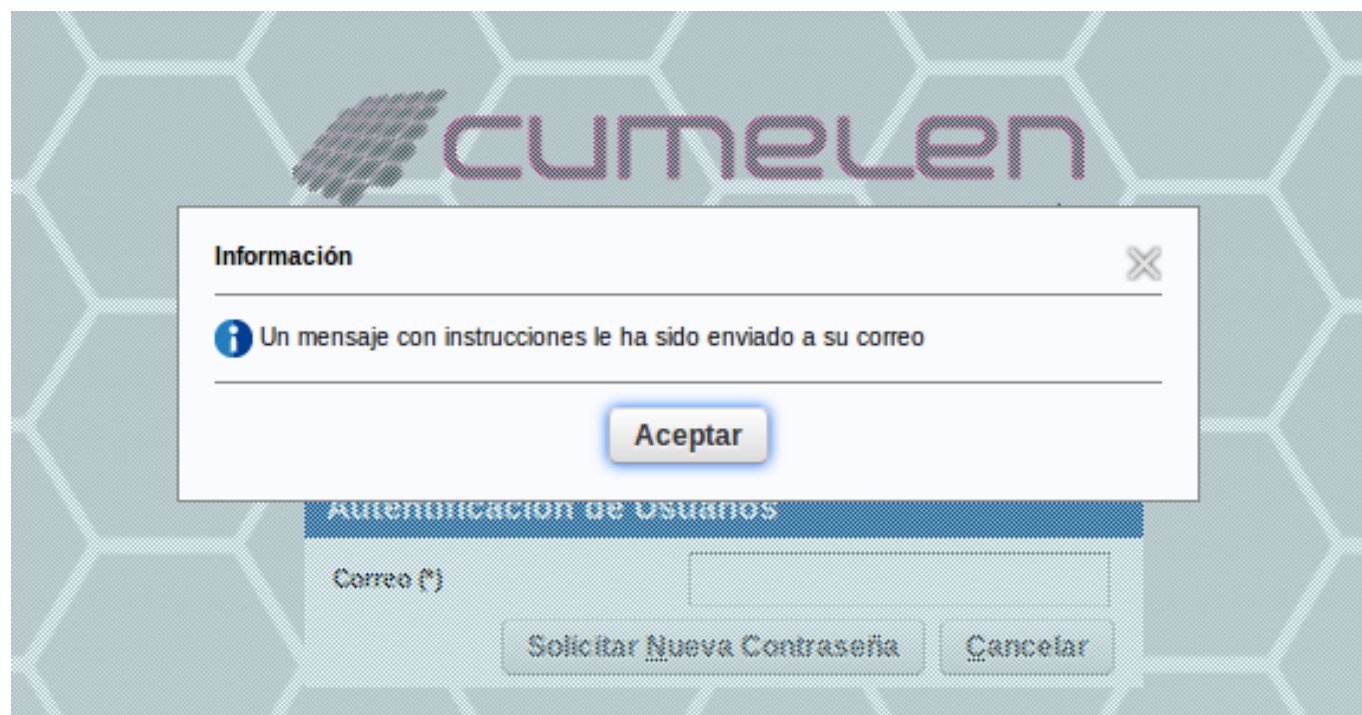 cumelen
Información
Un mensaje con instrucciones le ha sido enviado a su correo
Aceptar
Autentificación de Usuarios
Correo (*)
Solicitar Nueva Contraseña
Cancelar